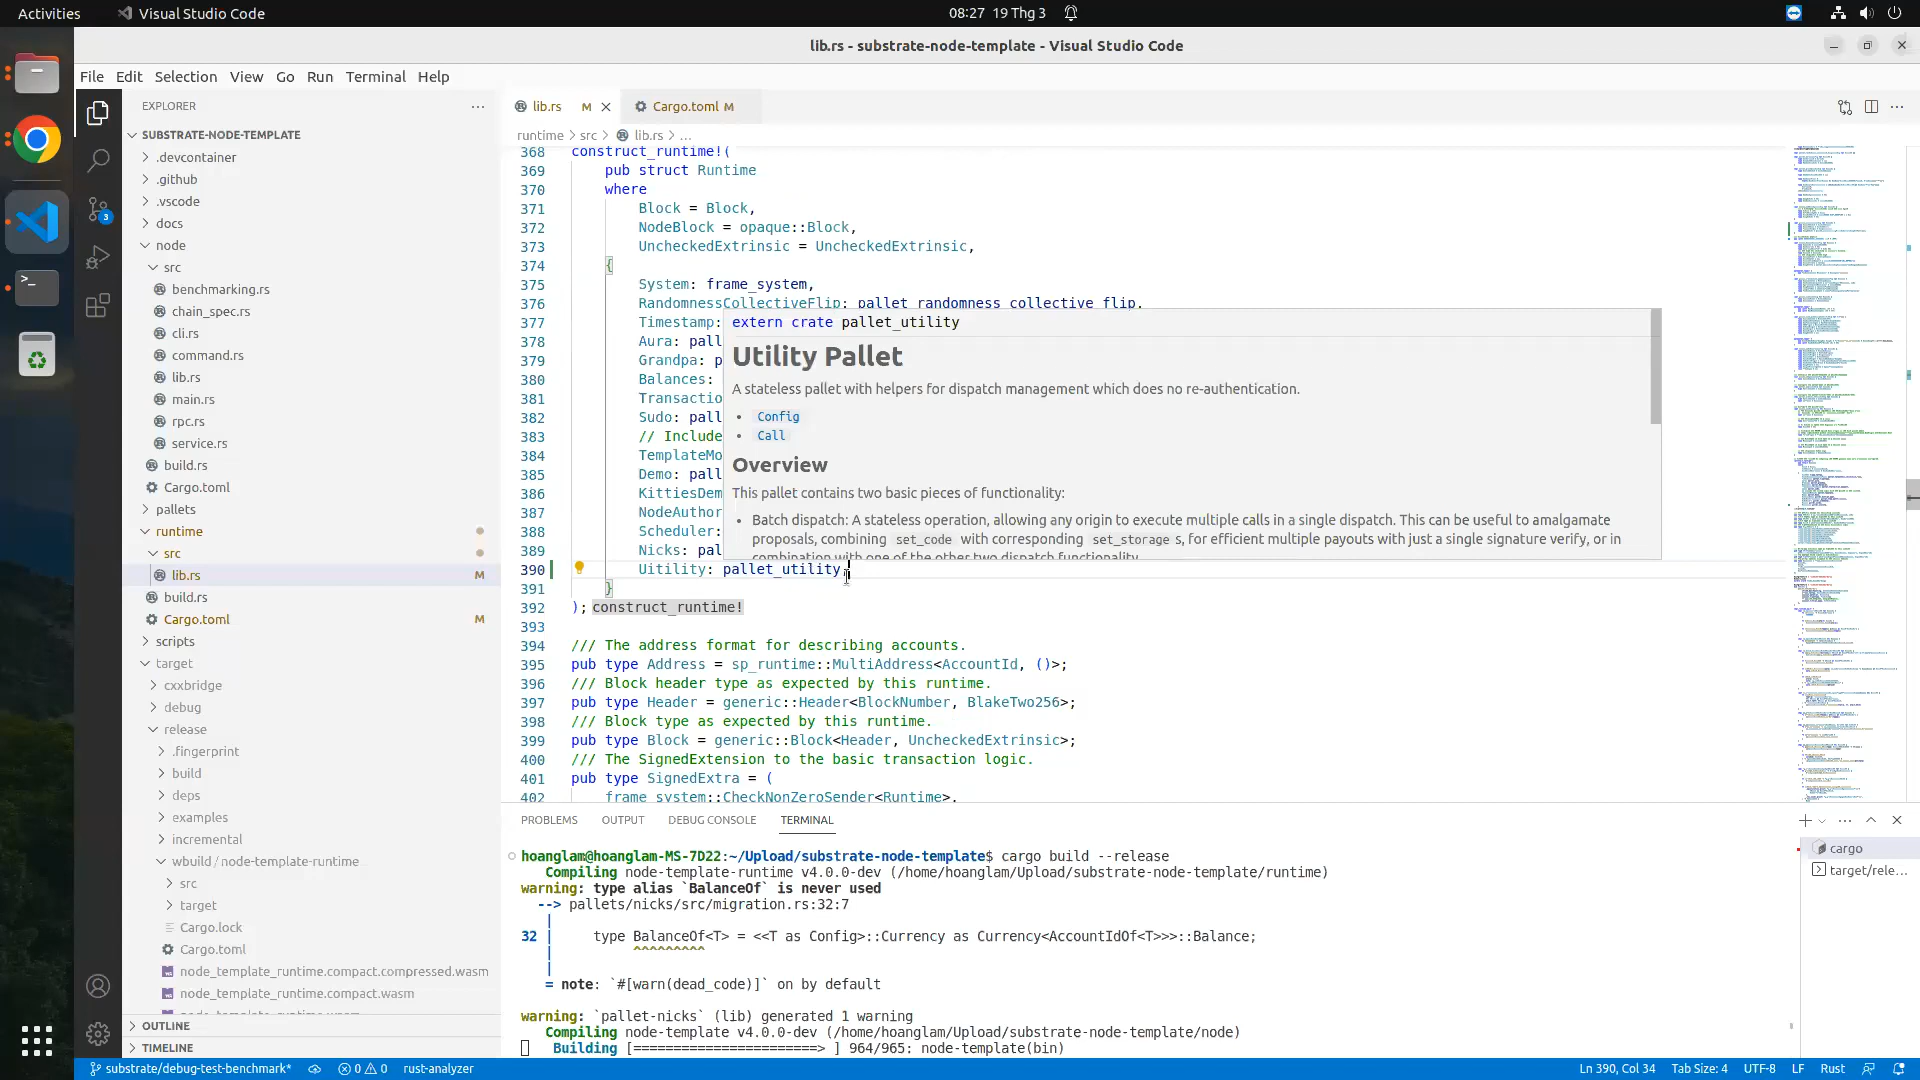 Activities
Visual Studio Code
08:27 19 Thg 3
lib.rs - substrate-node-template - Visual Studio Code
File Edit Selection View Go Run Terminal Help
EXPLORER
SUBSTRATE-NODE-TEMPLATE
.devcontainer
.github
.vscode
docs
node
src
benchmarking.rs
chain_spec.rs
cli.rs
command.rs
lib.rs
main.rs
rpc.rs
service.rs
build.rs
Cargo.toml
pallets
runtime
src
lib.rs M
build.rs
Cargo.toml M
scripts
target
cxxbridge
debug
release
.fingerprint
build
deps
examples
incremental
wbuild / node-template-runtime
src
target
Cargo.lock
Cargo.toml
node_template_runtime.compact.compressed.wasm
node_template_runtime.compact.wasm
OUTLINE
TIMELINE
3
lib.rs M
Cargo.toml M
runtime > src > lib.rs > ...
368 construct_runtime!(
369 pub struct Runtime
370 where
371 Block = Block,
372 NodeBlock = opaque::Block,
373 UncheckedExtrinsic = UncheckedExtrinsic,
374 {
375 System: frame_system,
376 RandomnessCollectiveFlip: pallet_randomness_collective_flip,
377 Timestamp:
378 Aura: pall
379 Grandpa: p
380 Balances:
381 Transactio
382 Sudo: pall
383 // Include
384 TemplateMo
385 Demo: pall
386 KittiesDem
387 NodeAuthor
388 Scheduler:
389 Nicks: pal
390 Uitility: pallet_utility,
391 }
392 ); construct_runtime!
393
394 /// The address format for describing accounts.
395 pub type Address = sp_runtime::MultiAddress<AccountId, ()>;
396 /// Block header type as expected by this runtime.
397 pub type Header = generic::Header<BlockNumber, BlakeTwo256>;
398 /// Block type as expected by this runtime.
399 pub type Block = generic::Block<Header, UncheckedExtrinsic>;
400 /// The SignedExtension to the basic transaction logic.
401 pub type SignedExtra = (
402 frame_system::CheckNonZeroSender<Runtime>,
extern crate pallet_utility
Utility Pallet
A stateless pallet with helpers for dispatch management which does no re-authentication.
• Config
• Call
Overview
This pallet contains two basic pieces of functionality:
• Batch dispatch: A stateless operation, allowing any origin to execute multiple calls in a single dispatch. This can be useful to amalgamate
proposals, combining set_code with corresponding set_storage s, for efficient multiple payouts with just a single signature verify, or in
combination with one of the other two dispatch functionality.
PROBLEMS OUTPUT DEBUG CONSOLE TERMINAL
hoanglam@hoanglam-MS-7D22:~/Upload/substrate-node-template$ cargo build --release
Compiling node-template-runtime v4.0.0-dev (/home/hoanglam/Upload/substrate-node-template/runtime)
warning: type alias `BalanceOf` is never used
--> pallets/nicks/src/migration.rs:32:7
|
32 | type BalanceOf<T> = <<T as Config>::Currency as Currency<AccountIdOf<T>>>::Balance;
| ^^^^^^^^^
|
= note: `#[warn(dead_code)]` on by default
warning: `pallet-nicks` (lib) generated 1 warning
Compiling node-template v4.0.0-dev (/home/hoanglam/Upload/substrate-node-template/node)
Building [=======================> ] 964/965: node-template(bin)
cargo
target/rele...
substrate/debug-test-benchmark*
0 0
rust-analyzer
Ln 390, Col 34
Tab Size: 4
UTF-8
LF
Rust